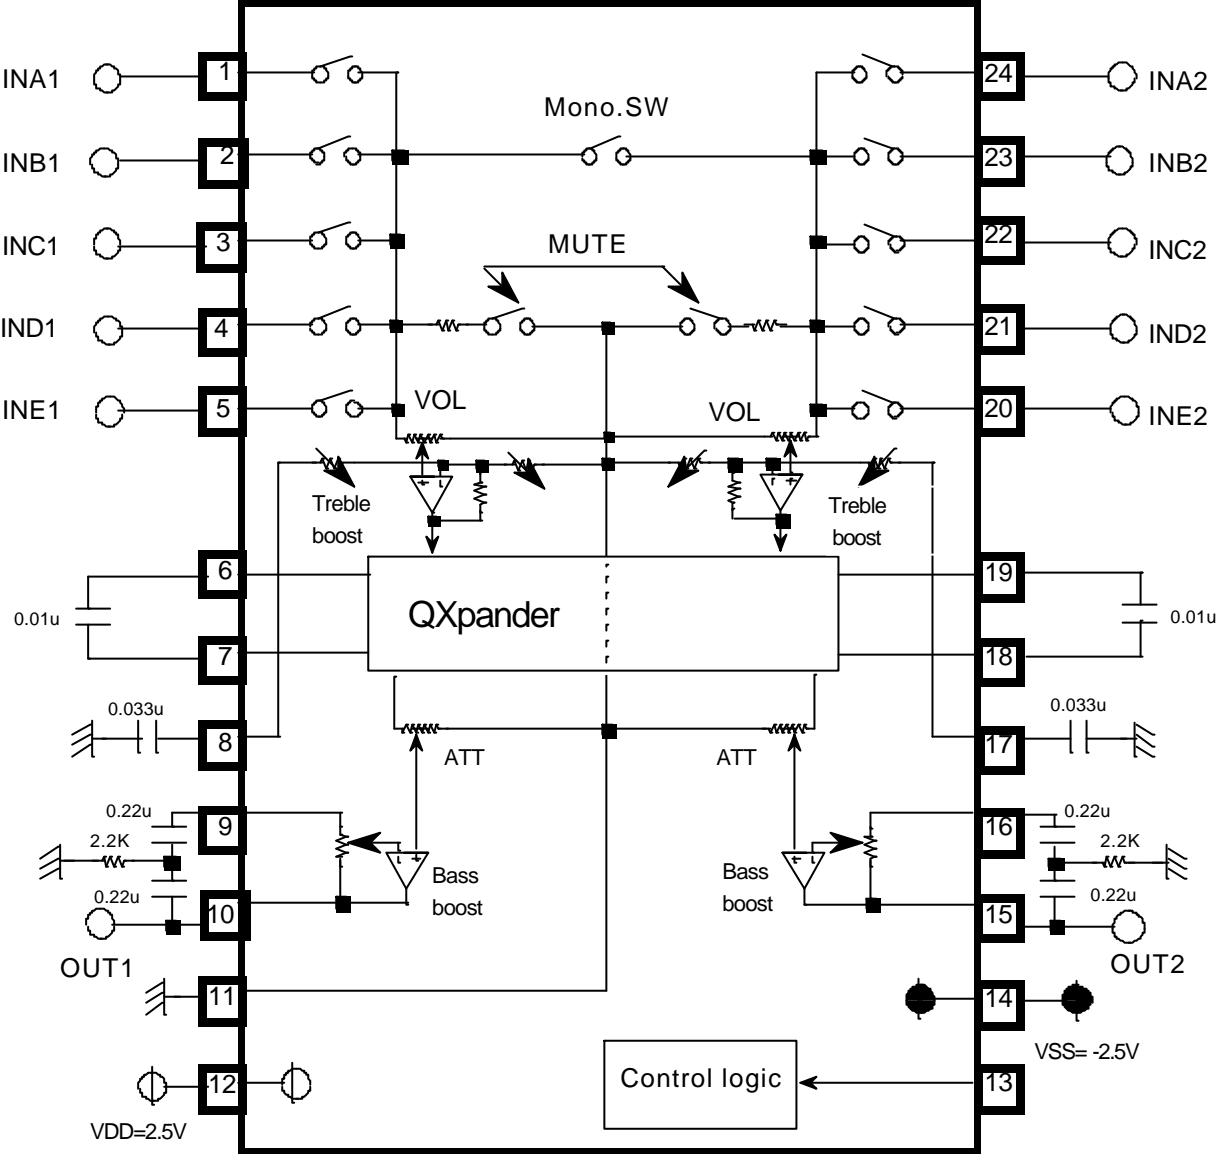 INA1
1
24
INA2
Mono.SW
INB1
2
23
INB2
INC1
3
MUTE
22
INC2
IND1
4
21
IND2
INE1
5
VOL
VOL
20
INE2
Treble
boost
Treble
boost
6
19
0.01u
QXpander
0.01u
7
18
0.033u
8
0.033u
17
ATT
ATT
0.22u
9
16
0.22u
2.2K
2.2K
0.22u
Bass
boost
Bass
boost
0.22u
10
15
OUT1
OUT2
11
14
VSS= -2.5V
12
Control logic
13
VDD=2.5V